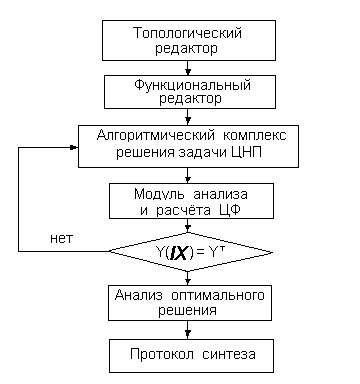 Топологический
редактор
Функциональный
редактор
Алгоритмический комплекс
решения задачи ЦНП
Модуль анализа
и расчёта ЦФ
нет
Y(IX) = Yᵀ
Анализ оптимального
решения
Протокол синтеза